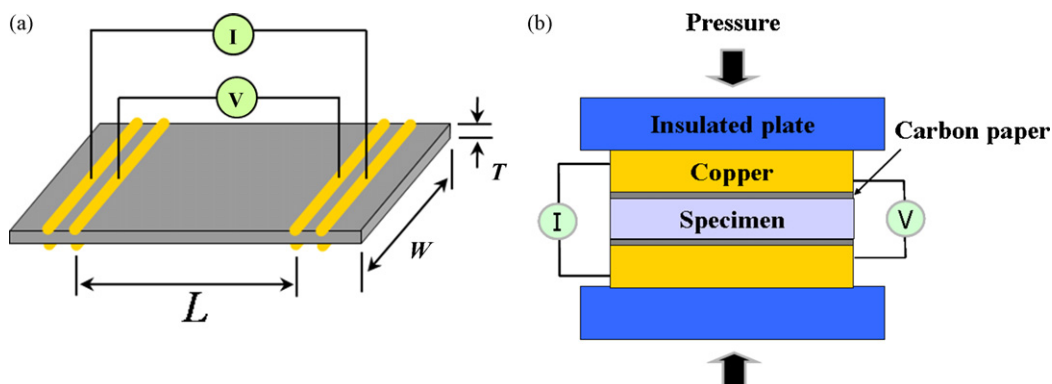 (a)
I
V
T
W
L
(b)
Pressure
Insulated plate
Carbon paper
Copper
I
V
Specimen